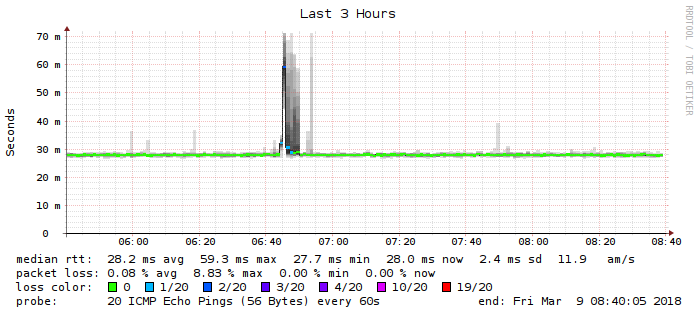 Last 3 Hours
RRDTOOL / TOBI OETIKER
Seconds
70 m
60 m
50 m
40 m
30 m
20 m
10 m
0
06:00 06:20 06:40 07:00 07:20 07:40 08:00 08:20 08:40
median rtt: 28.2 ms avg 59.3 ms max 27.7 ms min 28.0 ms now 2.4 ms sd 11.9 am/s
packet loss: 0.08 % avg 8.83 % max 0.00 % min 0.00 % now
loss color: 0 1/20 2/20 3/20 4/20 10/20 19/20
probe: 20 ICMP Echo Pings (56 Bytes) every 60s end: Fri Mar 9 08:40:05 2018